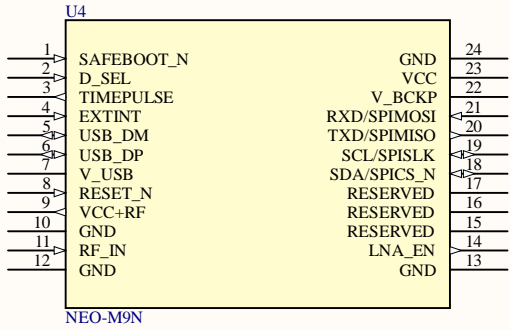 U4
1 SAFEBOOT_N GND 24
2 D_SEL VCC 23
3 TIMEPULSE V_BCKP 22
4 EXTINT RXD/SPIMOSI 21
5 USB_DM TXD/SPIMISO 20
6 USB_DP SCL/SPISLK 19
7 V_USB SDA/SPICS_N 18
8 RESET_N RESERVED 17
9 VCC+RF RESERVED 16
10 GND RESERVED 15
11 RF_IN LNA_EN 14
12 GND GND 13
NEO-M9N